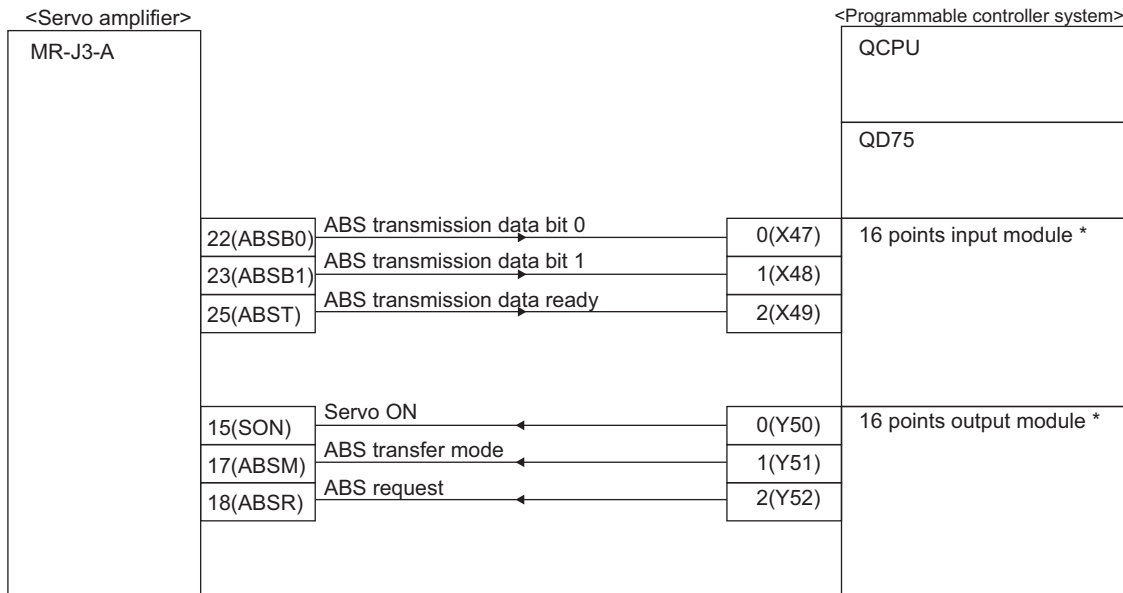 <Servo amplifier>
<Programmable controller system>
MR-J3-A
QCPU
QD75
22(ABSB0)
ABS transmission data bit 0
0(X47)
16 points input module *
23(ABSB1)
ABS transmission data bit 1
1(X48)
25(ABST)
ABS transmission data ready
2(X49)
15(SON)
Servo ON
0(Y50)
16 points output module *
17(ABSM)
ABS transfer mode
1(Y51)
18(ABSR)
ABS request
2(Y52)